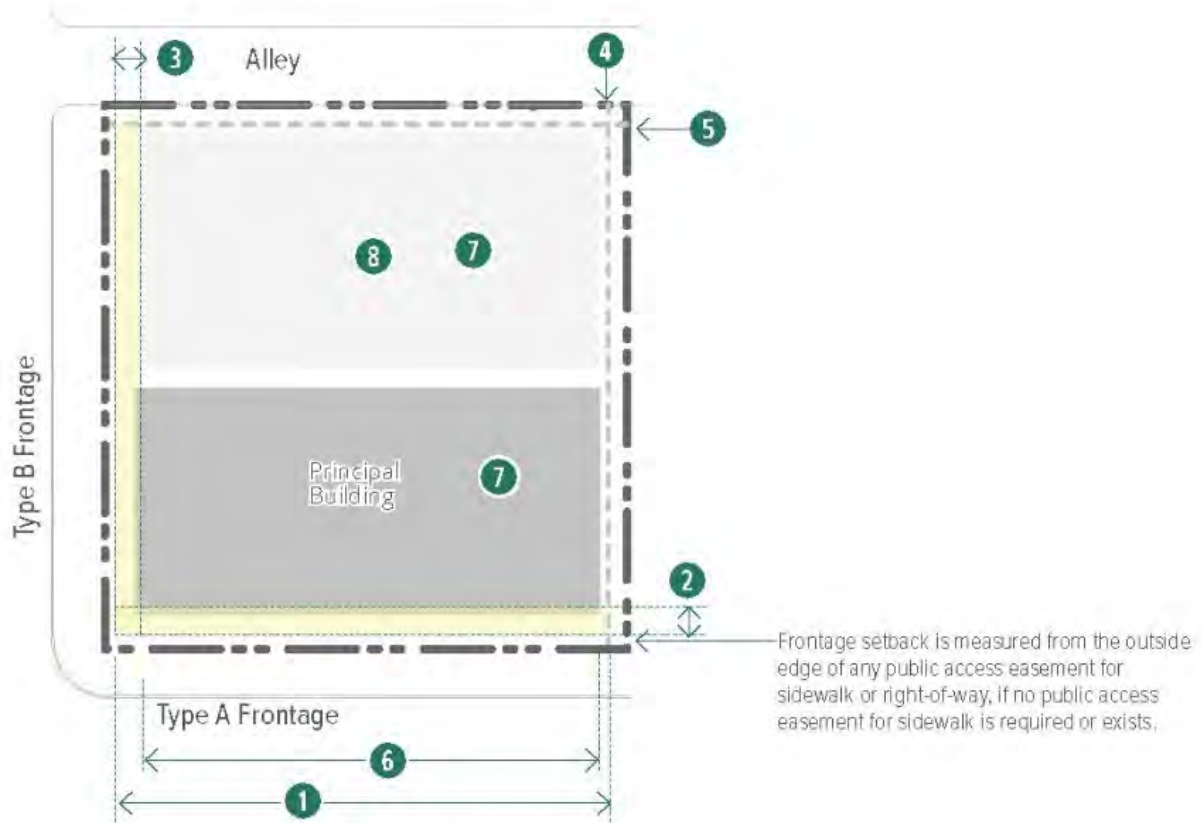 3
Alley
4
5
8
7
Type B Frontage
Principal
Building
7
2
Frontage setback is measured from the outside
edge of any public access easement for
sidewalk or right-of-way, if no public access
easement for sidewalk is required or exists.
Type A Frontage
6
1